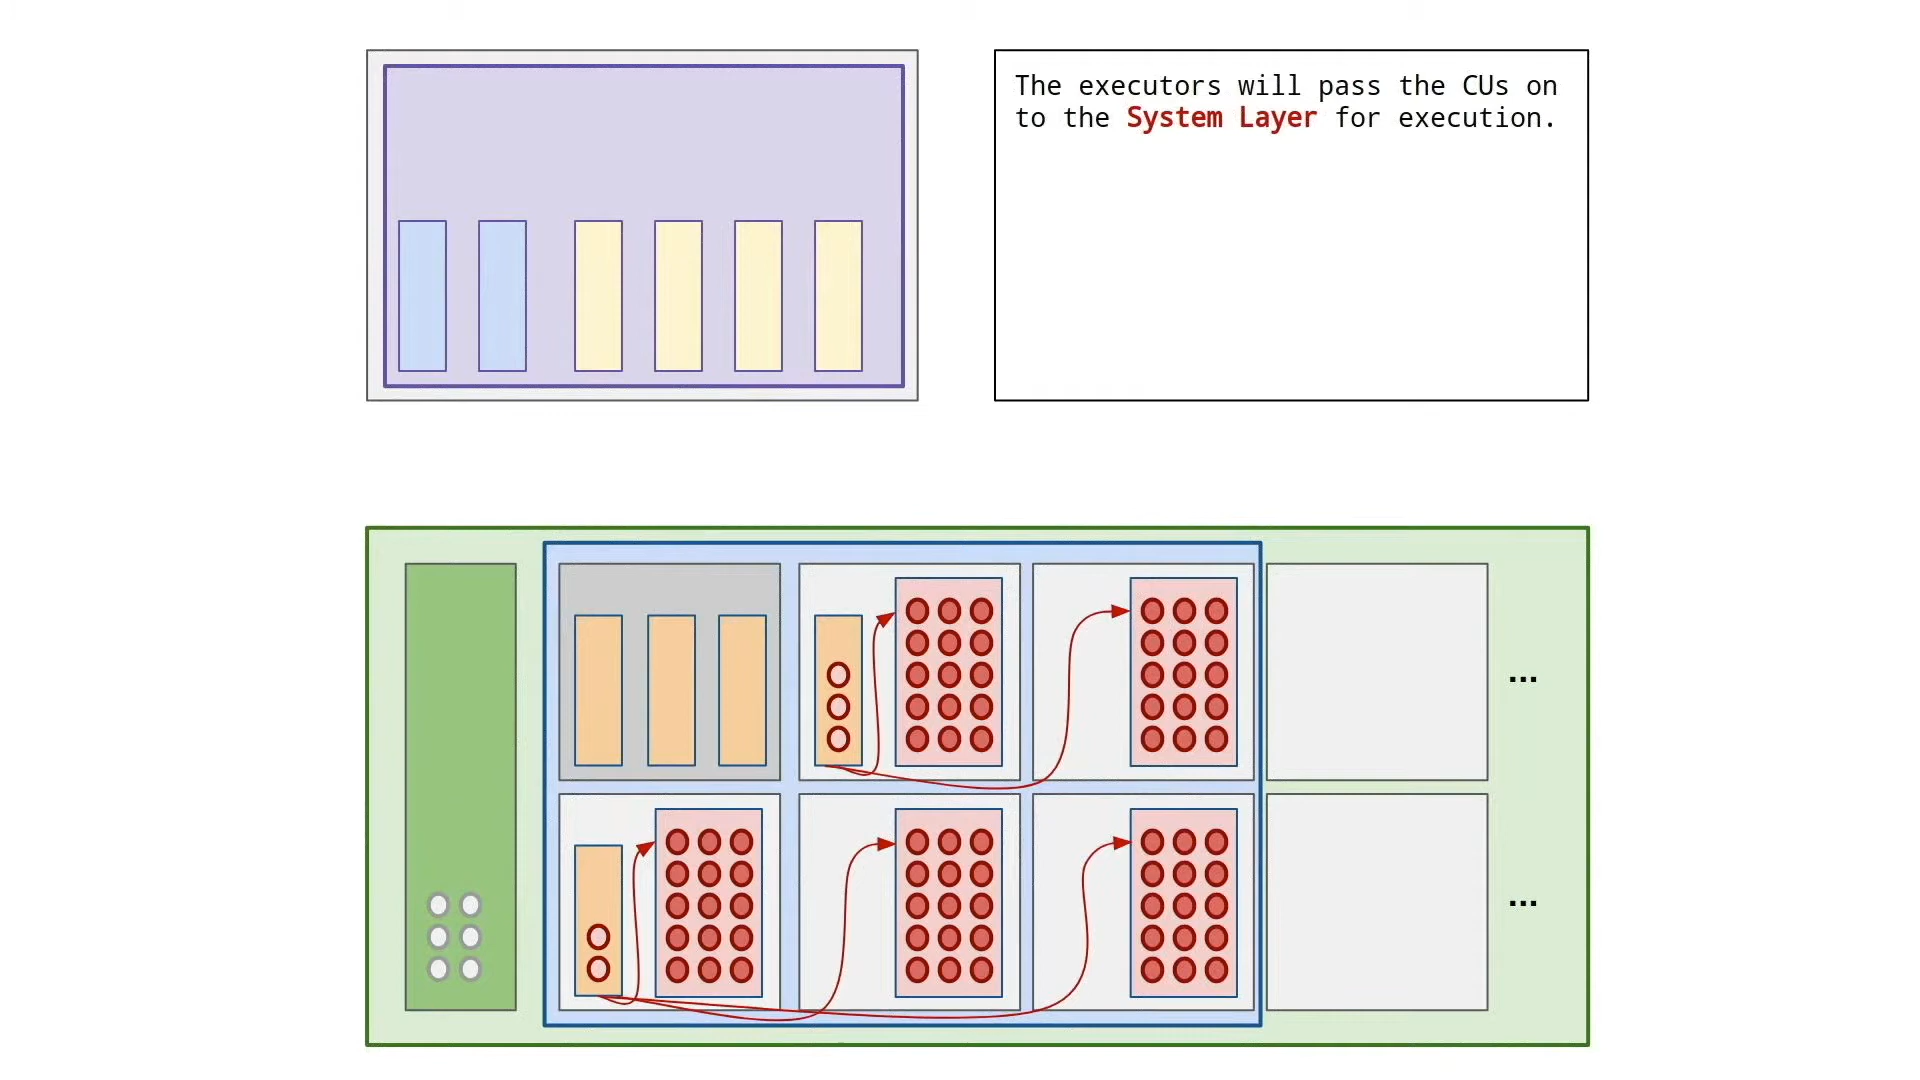 The executors will pass the CUs on
to the System Layer for execution.
...
...